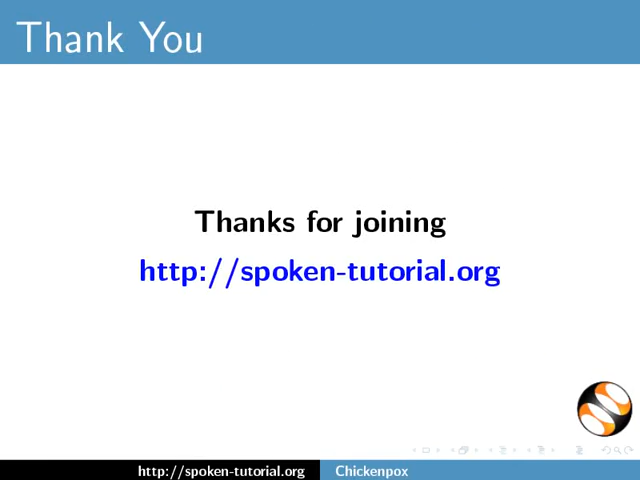 Thank You
Thanks for joining
http://spoken-tutorial.org
http://spoken-tutorial.org Chickenpox